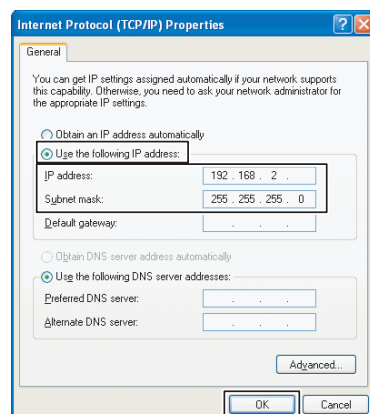 Internet Protocol (TCP/IP) Properties
General
You can get IP settings assigned automatically if your network supports
this capability. Otherwise, you need to ask your network administrator for
the appropriate IP settings.
Obtain an IP address automatically
Use the following IP address:
IP address: 192 . 168 . 2 .
Subnet mask: 255 . 255 . 255 . 0
Default gateway: . . .
Obtain DNS server address automatically
Use the following DNS server addresses:
Preferred DNS server: . . .
Alternate DNS server: . . .
Advanced...
OK Cancel